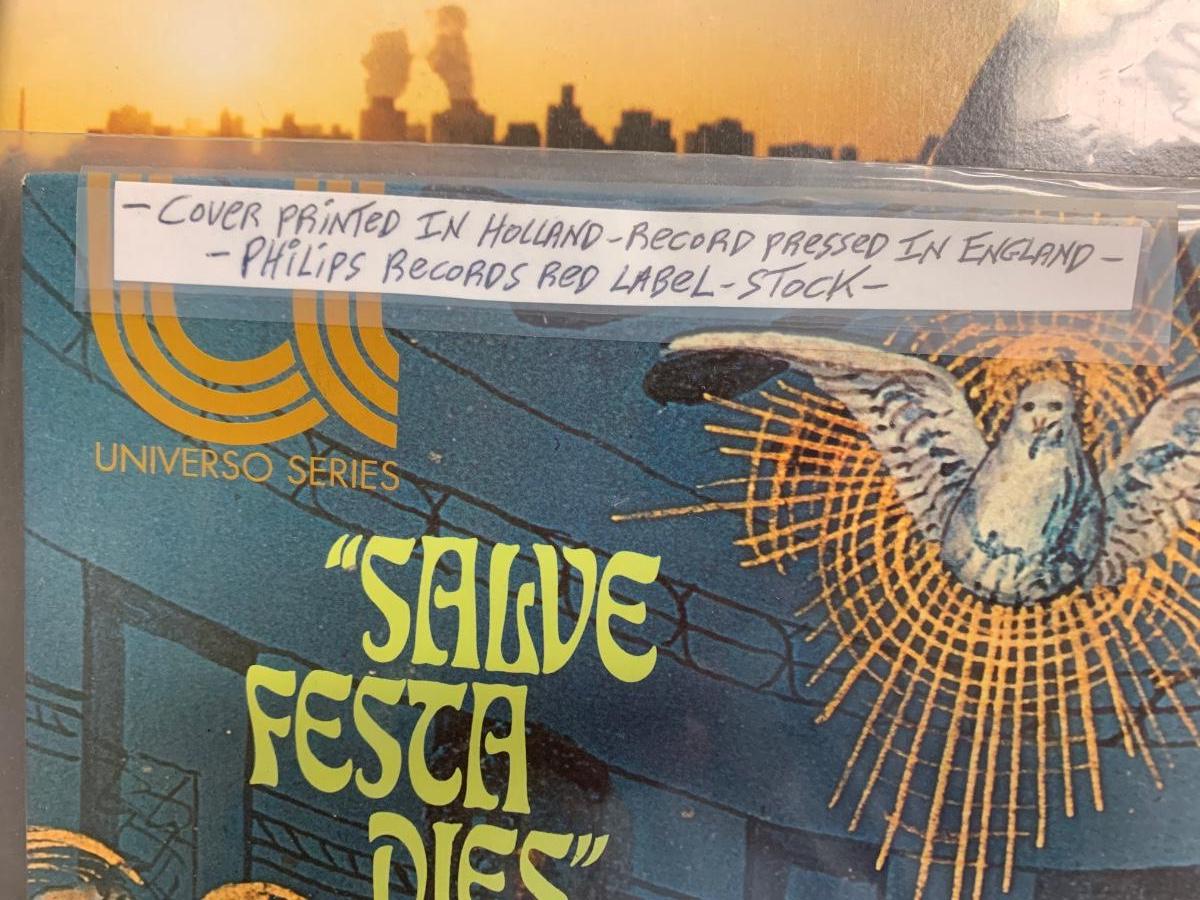 - COVER PRINTED IN HOLLAND - RECORD PRESSED IN ENGLAND -
- PHILIPS RECORDS RED LABEL - STOCK -
UNIVERSO SERIES
"SALVE
FESTA
DIES"